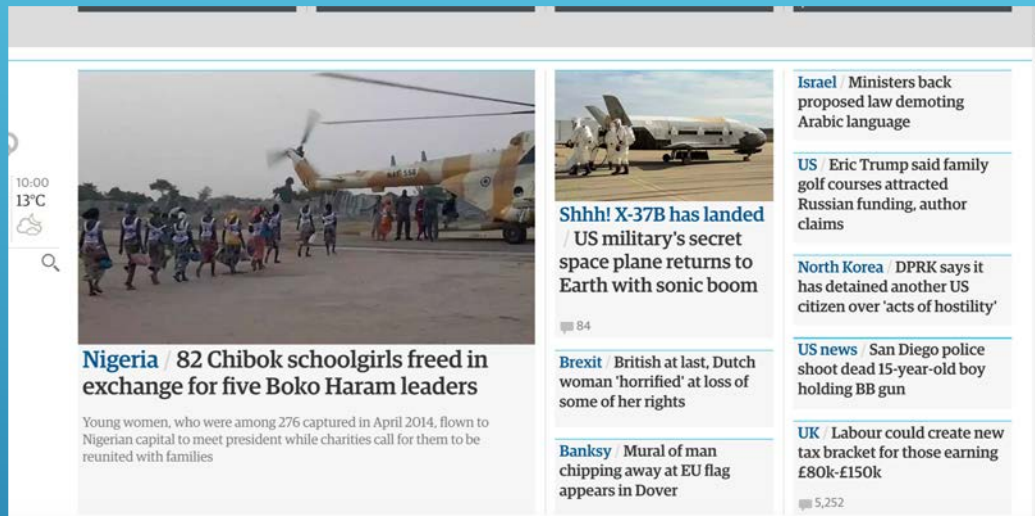 10:00
13°C
Nigeria / 82 Chibok schoolgirls freed in
exchange for five Boko Haram leaders
Young women, who were among 276 captured in April 2014, flown to
Nigerian capital to meet president while charities call for them to be
reunited with families
Shhh! X-37B has landed
/ US military's secret
space plane returns to
Earth with sonic boom
84
Brexit / British at last, Dutch
woman 'horrified' at loss of
some of her rights
Banksy / Mural of man
chipping away at EU flag
appears in Dover
Israel / Ministers back
proposed law demoting
Arabic language
US / Eric Trump said family
golf courses attracted
Russian funding, author
claims
North Korea / DPRK says it
has detained another US
citizen over 'acts of hostility'
US news / San Diego police
shoot dead 15-year-old boy
holding BB gun
UK / Labour could create new
tax bracket for those earning
£80k-£150k
5,252